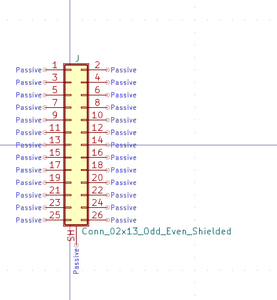 J
Passive 1 2 Passive
Passive 3 4 Passive
Passive 5 6 Passive
Passive 7 8 Passive
Passive 9 10 Passive
Passive 11 12 Passive
Passive 13 14 Passive
Passive 15 16 Passive
Passive 17 18 Passive
Passive 19 20 Passive
Passive 21 22 Passive
Passive 23 24 Passive
Passive 25 26 Passive
SH Conn_02x13_Odd_Even_Shielded
Passive